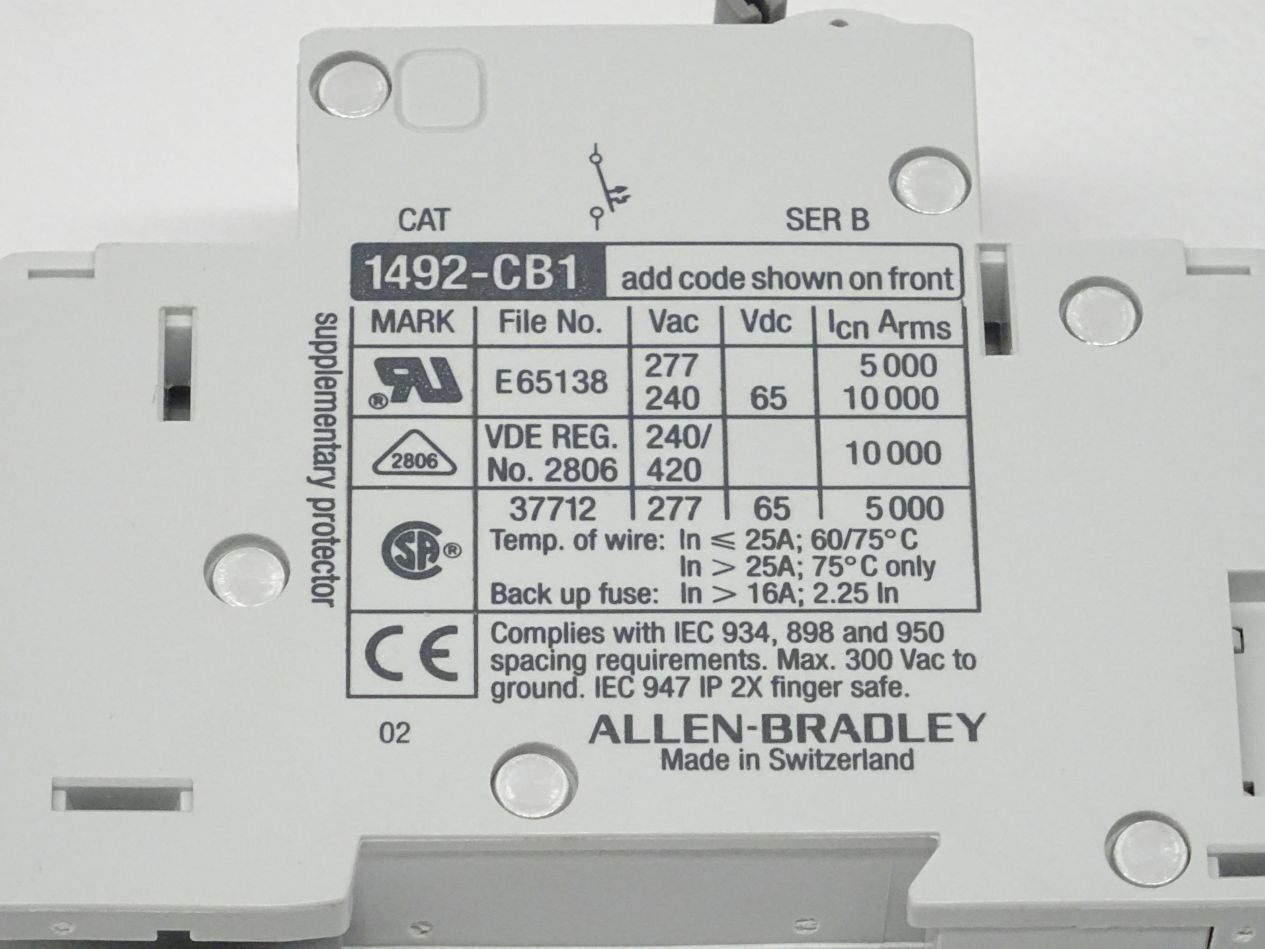 CAT SER B
1492-CB1 add code shown on front
supplementary protector
MARK File No. Vac Vdc Icn Arms
RU ® E65138 277 5 000
240 65 10 000
2806 VDE REG. 240/ 10 000
No. 2806 420
SA ® 37712 277 65 5 000
Temp. of wire: In ≤ 25A; 60/75°C
In > 25A; 75°C only
Back up fuse: In > 16A; 2.25 In
CE Complies with IEC 934, 898 and 950
spacing requirements. Max. 300 Vac to
ground. IEC 947 IP 2X finger safe.
02 ALLEN-BRADLEY
Made in Switzerland